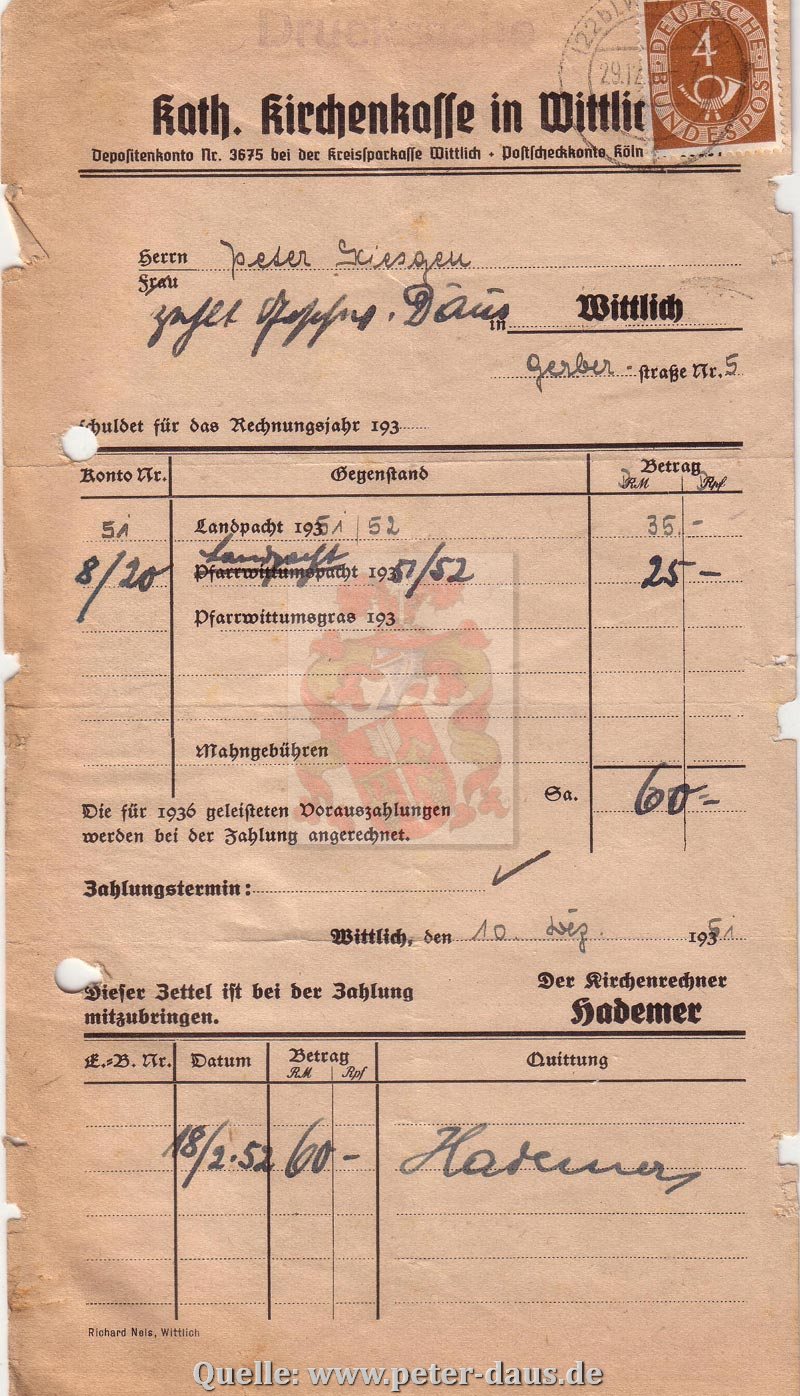 Drucksache
(22b) W
29.12.
7
DEUTSCHE
BUNDESPOST
4
Kath. Kirchenkasse in Wittlich
Depositenkonto Nr. 3675 bei der Kreissparkasse Wittlich • Postscheckkonto Köln
Herrn Peter Kiesgen
Frau
zahlt Daus
in Wittlich
Gerber-straße Nr. 5
schuldet für das Rechnungsjahr 193
Konto Nr. Gegenstand Betrag
RM Rpf
51 Landpacht 1951/52 35.-
Landpacht
8/20 Pfarrwittumspacht 1951/52 25-
Pfarrwittumsgras 193
Mahngebühren
Sa. 60=
Die für 1936 geleisteten Vorauszahlungen
werden bei der Zahlung angerechnet.
Zahlungstermin:
Wittlich, den 10. Dez. 1951
Dieser Zettel ist bei der Zahlung
mitzubringen.
Der Kirchenrechner
Hademer
E.=B. Nr. Datum Betrag Quittung
RM Rpf
18/2.52 60- Hademer
Richard Nels, Wittlich
Quelle: www.peter-daus.de